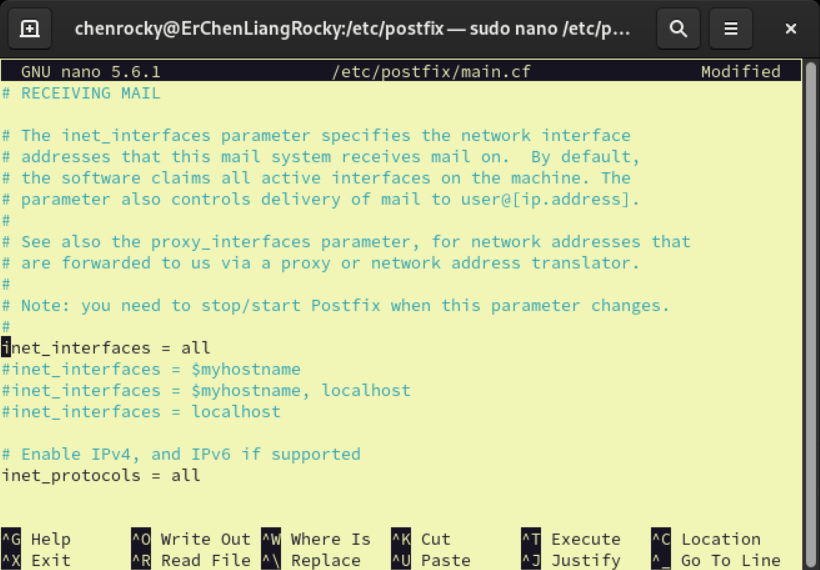 chenrocky@ErChenLiangRocky:/etc/postfix — sudo nano /etc/p...
GNU nano 5.6.1 /etc/postfix/main.cf Modified
# RECEIVING MAIL
# The inet_interfaces parameter specifies the network interface
# addresses that this mail system receives mail on.  By default,
# the software claims all active interfaces on the machine. The
# parameter also controls delivery of mail to user@[ip.address].
#
# See also the proxy_interfaces parameter, for network addresses that
# are forwarded to us via a proxy or network address translator.
#
# Note: you need to stop/start Postfix when this parameter changes.
#
inet_interfaces = all
#inet_interfaces = $myhostname
#inet_interfaces = $myhostname, localhost
#inet_interfaces = localhost
# Enable IPv4, and IPv6 if supported
inet_protocols = all
^G Help ^O Write Out ^W Where Is ^K Cut ^T Execute ^C Location
^X Exit ^R Read File ^\ Replace ^U Paste ^J Justify ^_ Go To Line